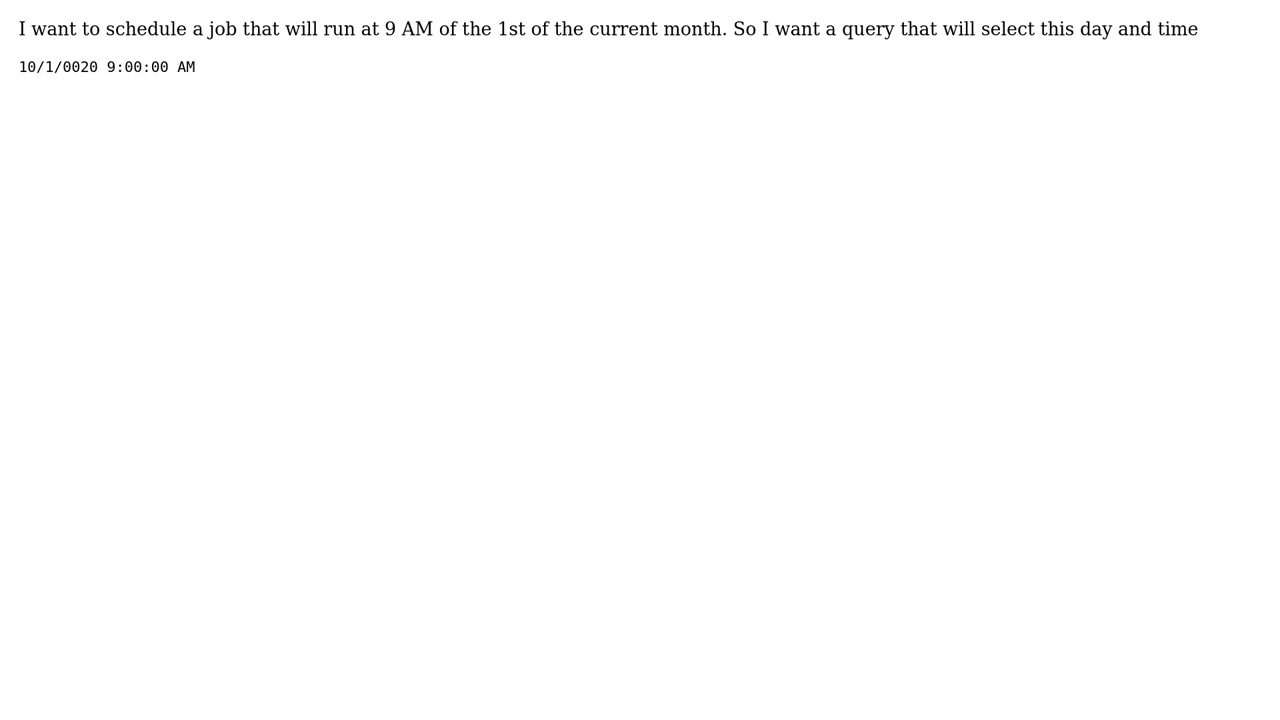 I want to schedule a job that will run at 9 AM of the 1st of the current month. So I want a query that will select this day and time
10/1/0020 9:00:00 AM